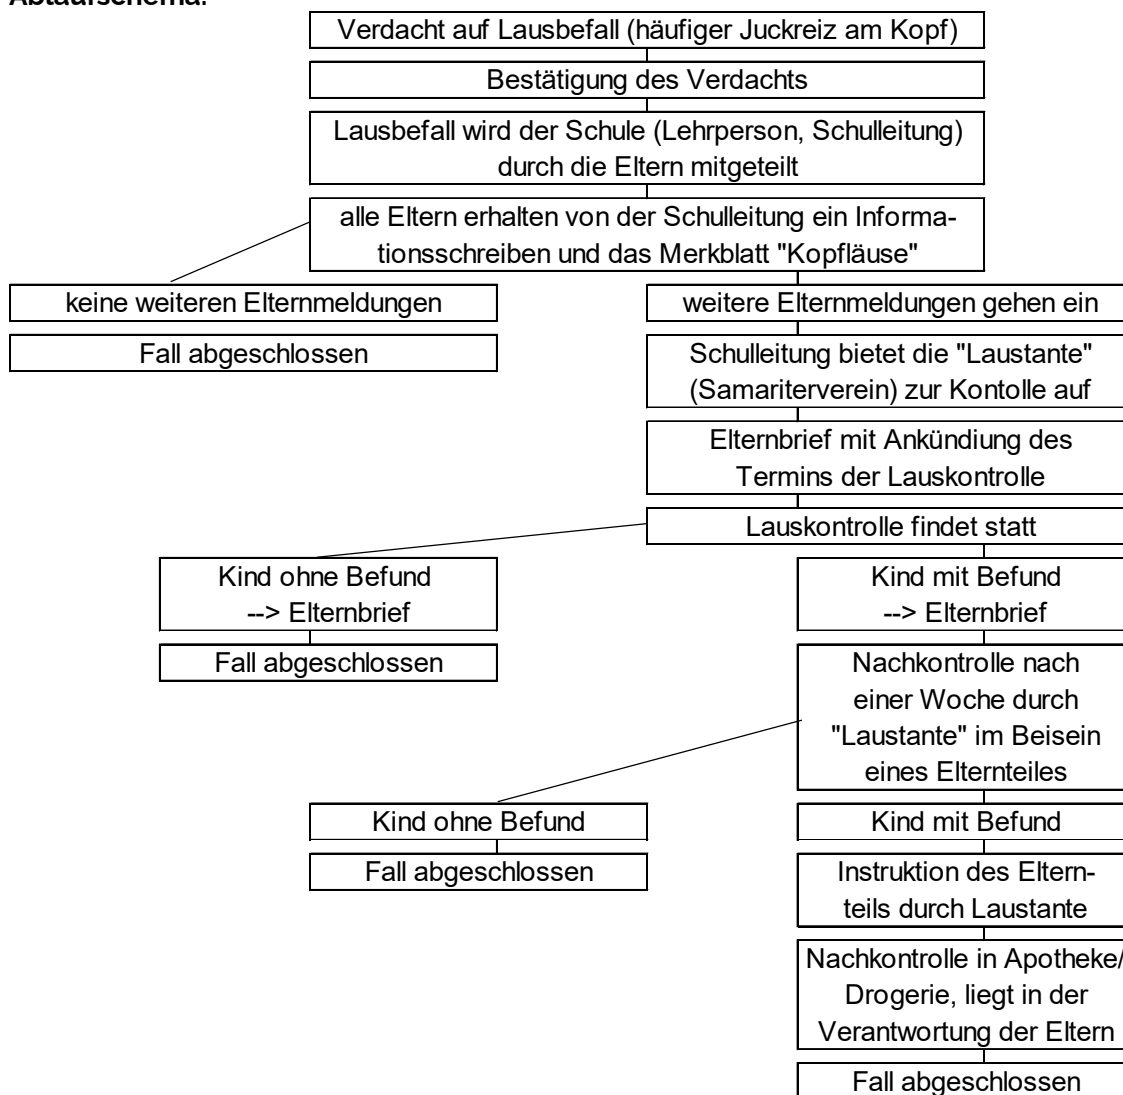 Ablaufschema:
Verdacht auf Lausbefall (häufiger Juckreiz am Kopf)
Bestätigung des Verdachts
Lausbefall wird der Schule (Lehrperson, Schulleitung)
durch die Eltern mitgeteilt
alle Eltern erhalten von der Schulleitung ein Informa-
tionsschreiben und das Merkblatt "Kopfläuse"
keine weiteren Elternmeldungen
Fall abgeschlossen
weitere Elternmeldungen gehen ein
Schulleitung bietet die "Laustante"
(Samariterverein) zur Kontolle auf
Elternbrief mit Ankündiung des
Termins der Lauskontrolle
Lauskontrolle findet statt
Kind ohne Befund
--> Elternbrief
Fall abgeschlossen
Kind mit Befund
--> Elternbrief
Nachkontrolle nach
einer Woche durch
"Laustante" im Beisein
eines Elternteiles
Kind ohne Befund
Fall abgeschlossen
Kind mit Befund
Instruktion des Eltern-
teils durch Laustante
Nachkontrolle in Apotheke/
Drogerie, liegt in der
Verantwortung der Eltern
Fall abgeschlossen